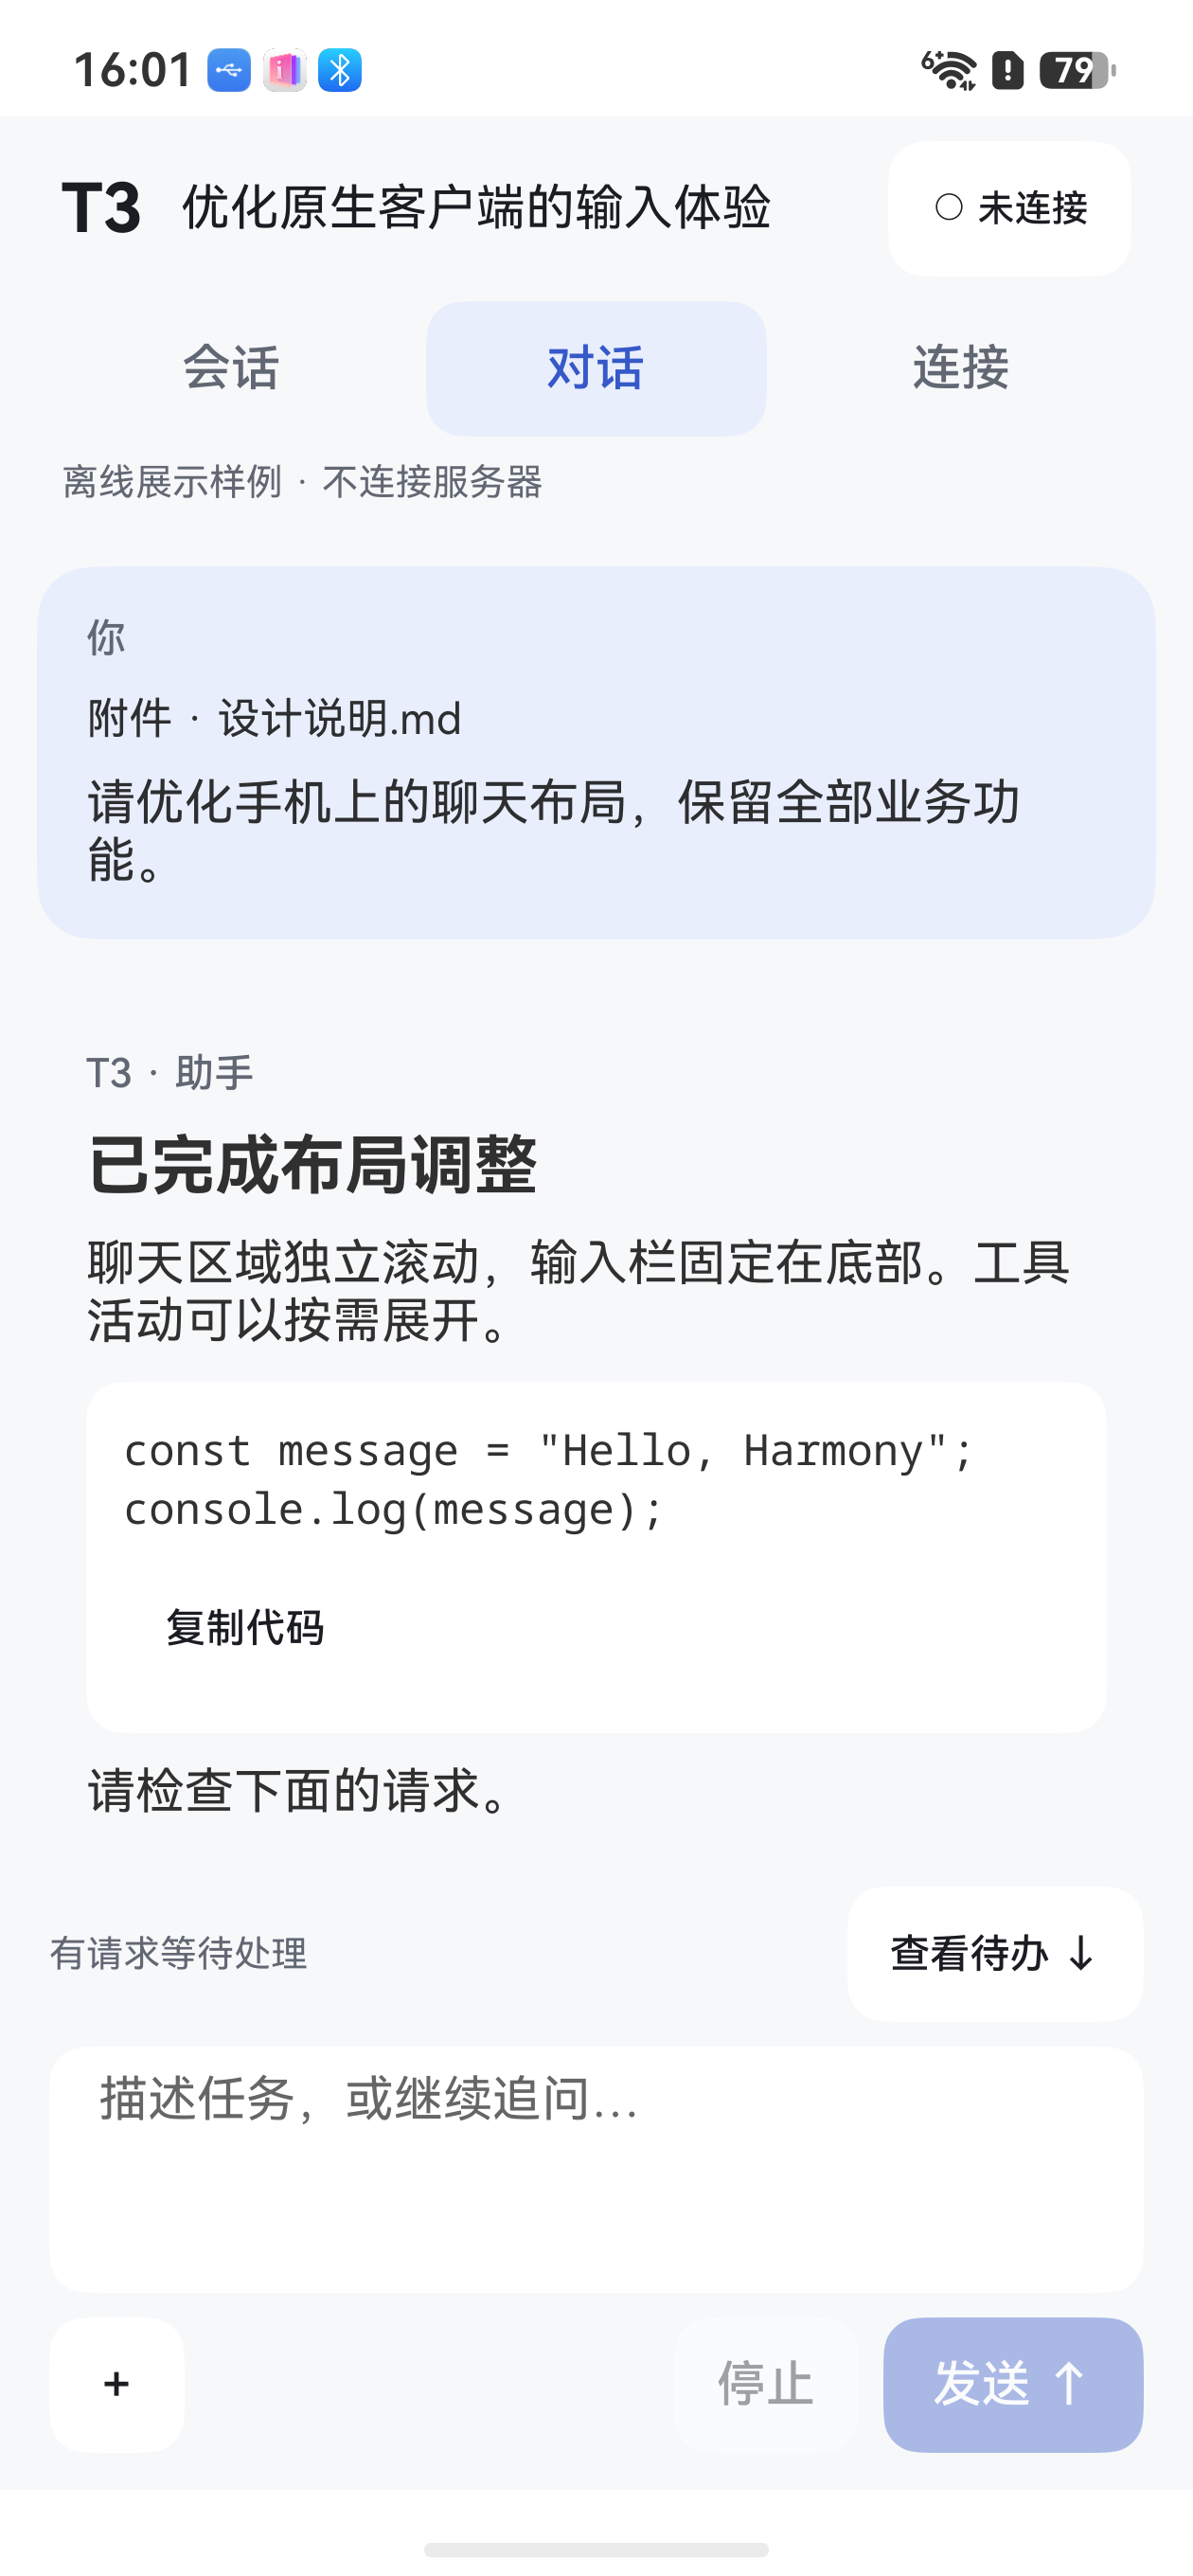 16:01
79
T3 优化原生客户端的输入体验
○ 未连接
会话 对话 连接
离线展示样例 · 不连接服务器
你
附件 · 设计说明.md
请优化手机上的聊天布局，保留全部业务功
能。
T3 · 助手
已完成布局调整
聊天区域独立滚动，输入栏固定在底部。工具
活动可以按需展开。
const message = "Hello, Harmony";
console.log(message);
复制代码
请检查下面的请求。
有请求等待处理
查看待办 ↓
描述任务，或继续追问...
+
停止
发送 ↑